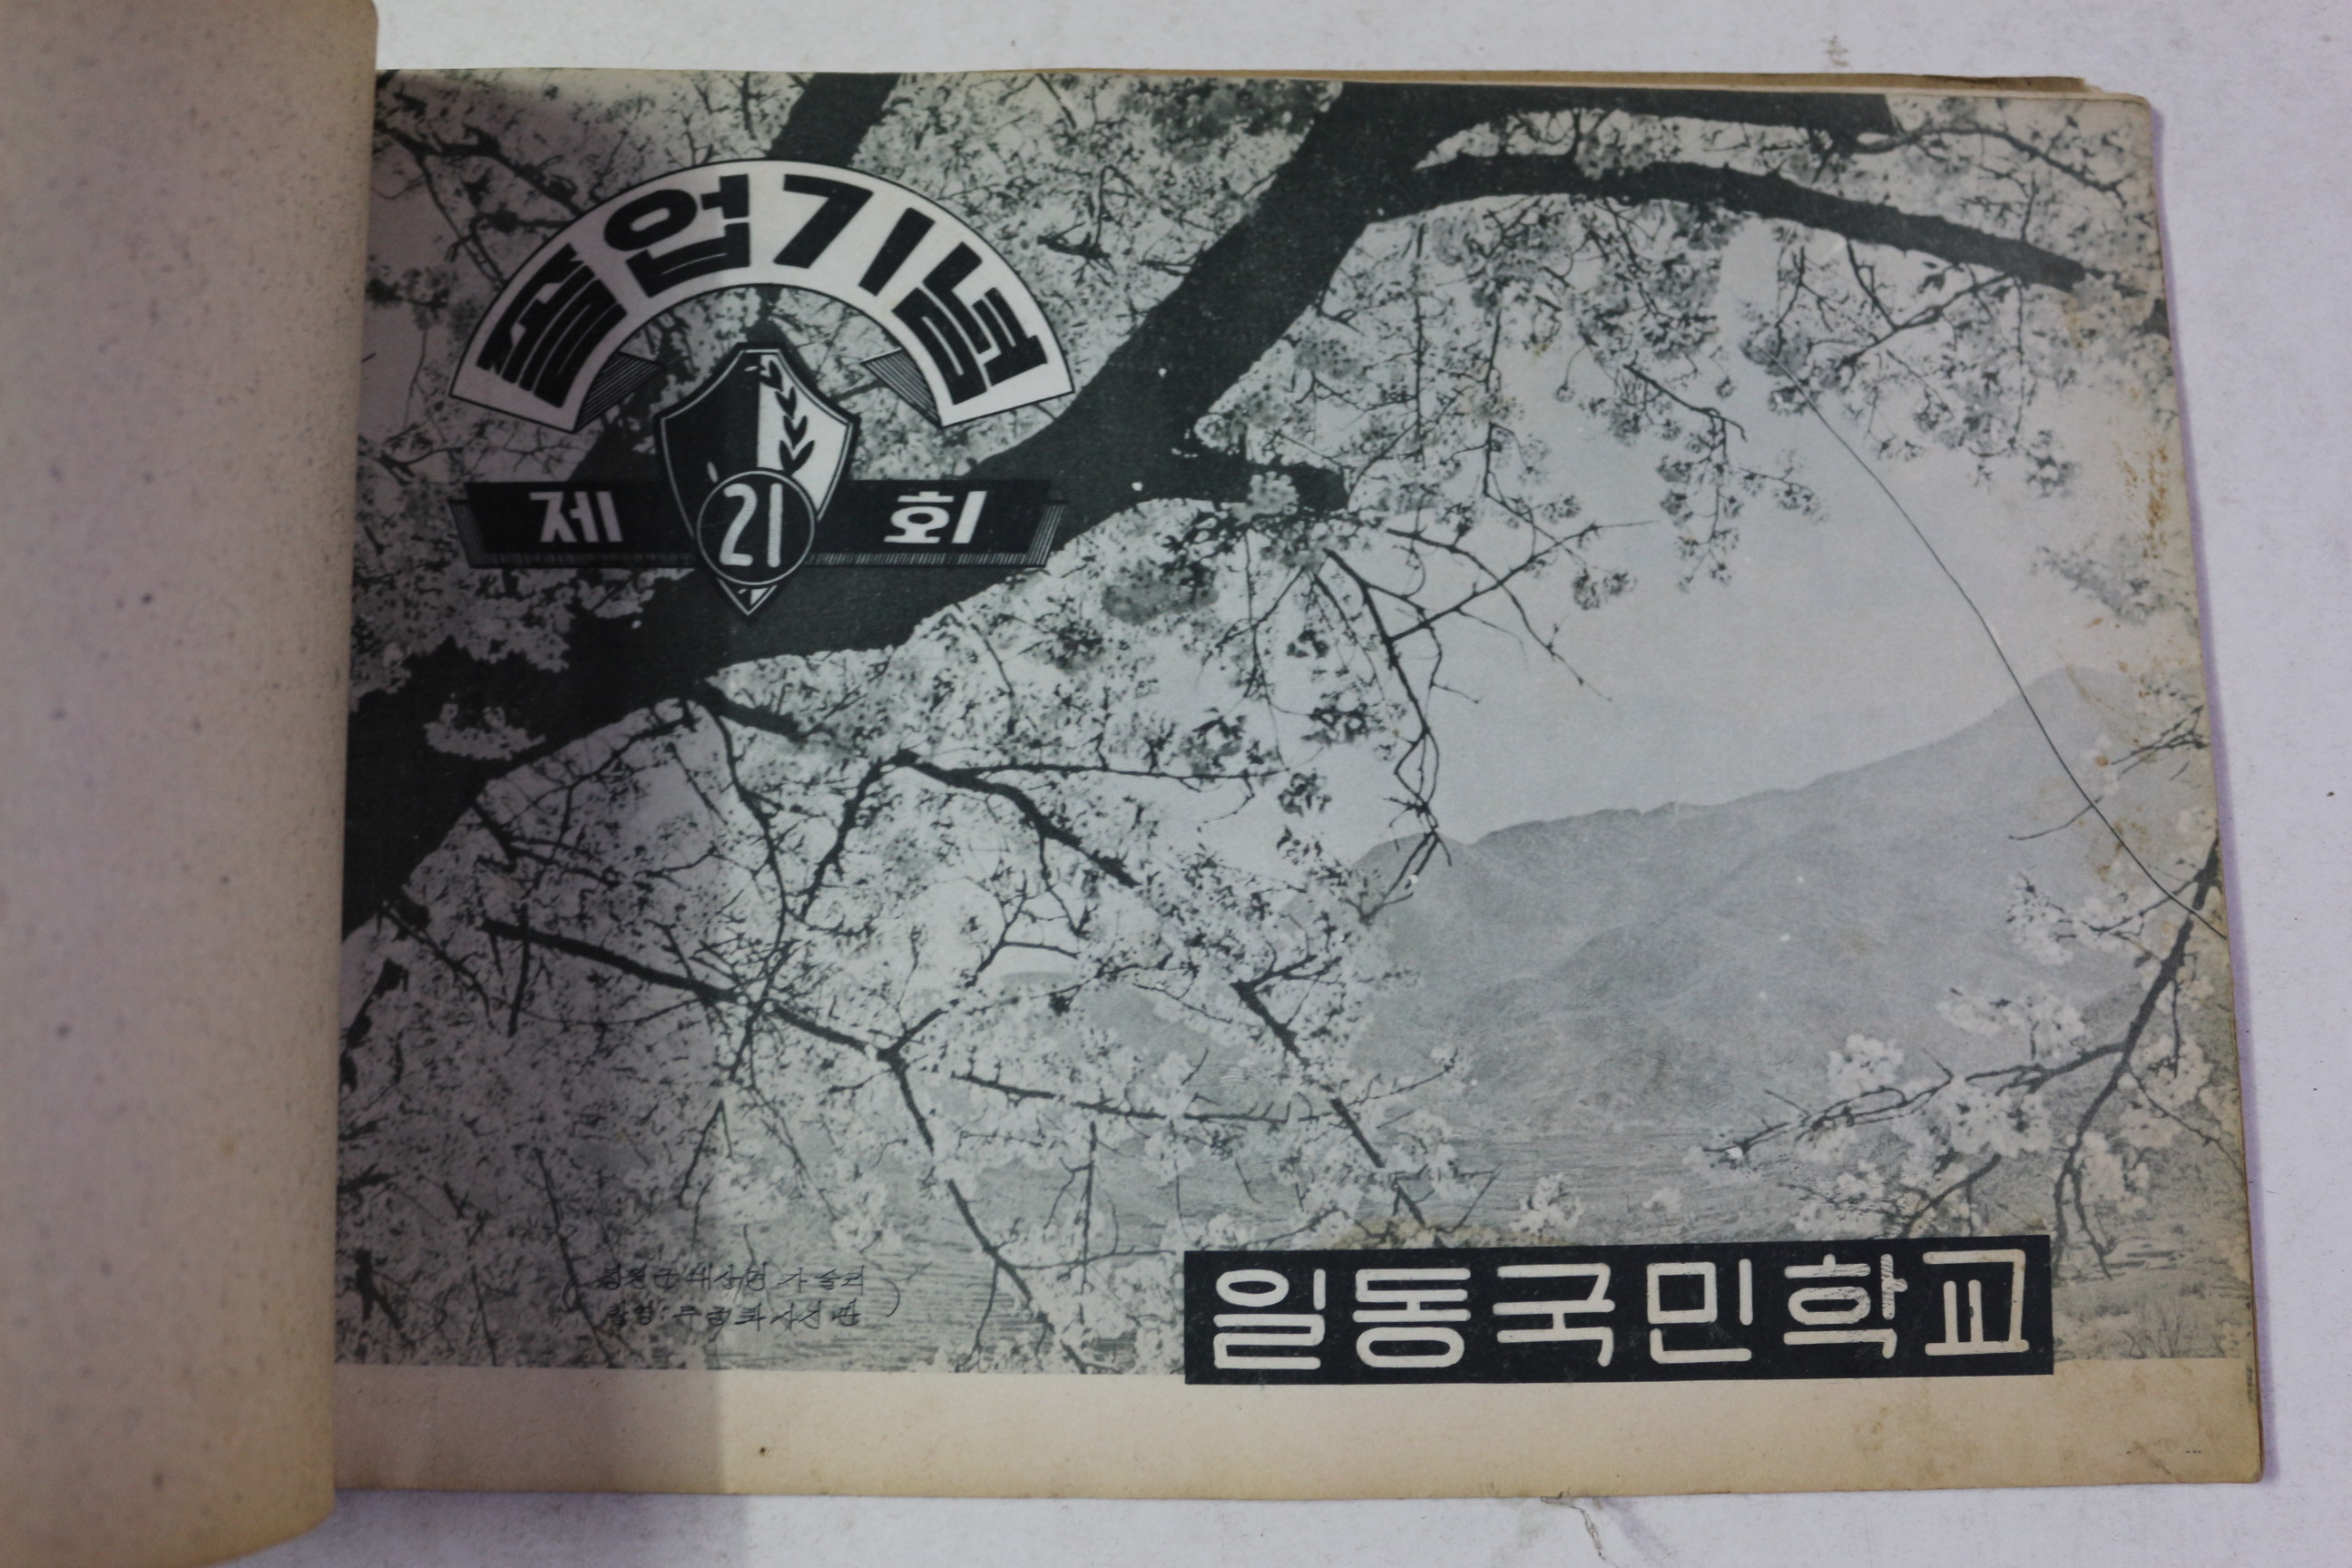 졸업기념
제 21 회
일동국민학교